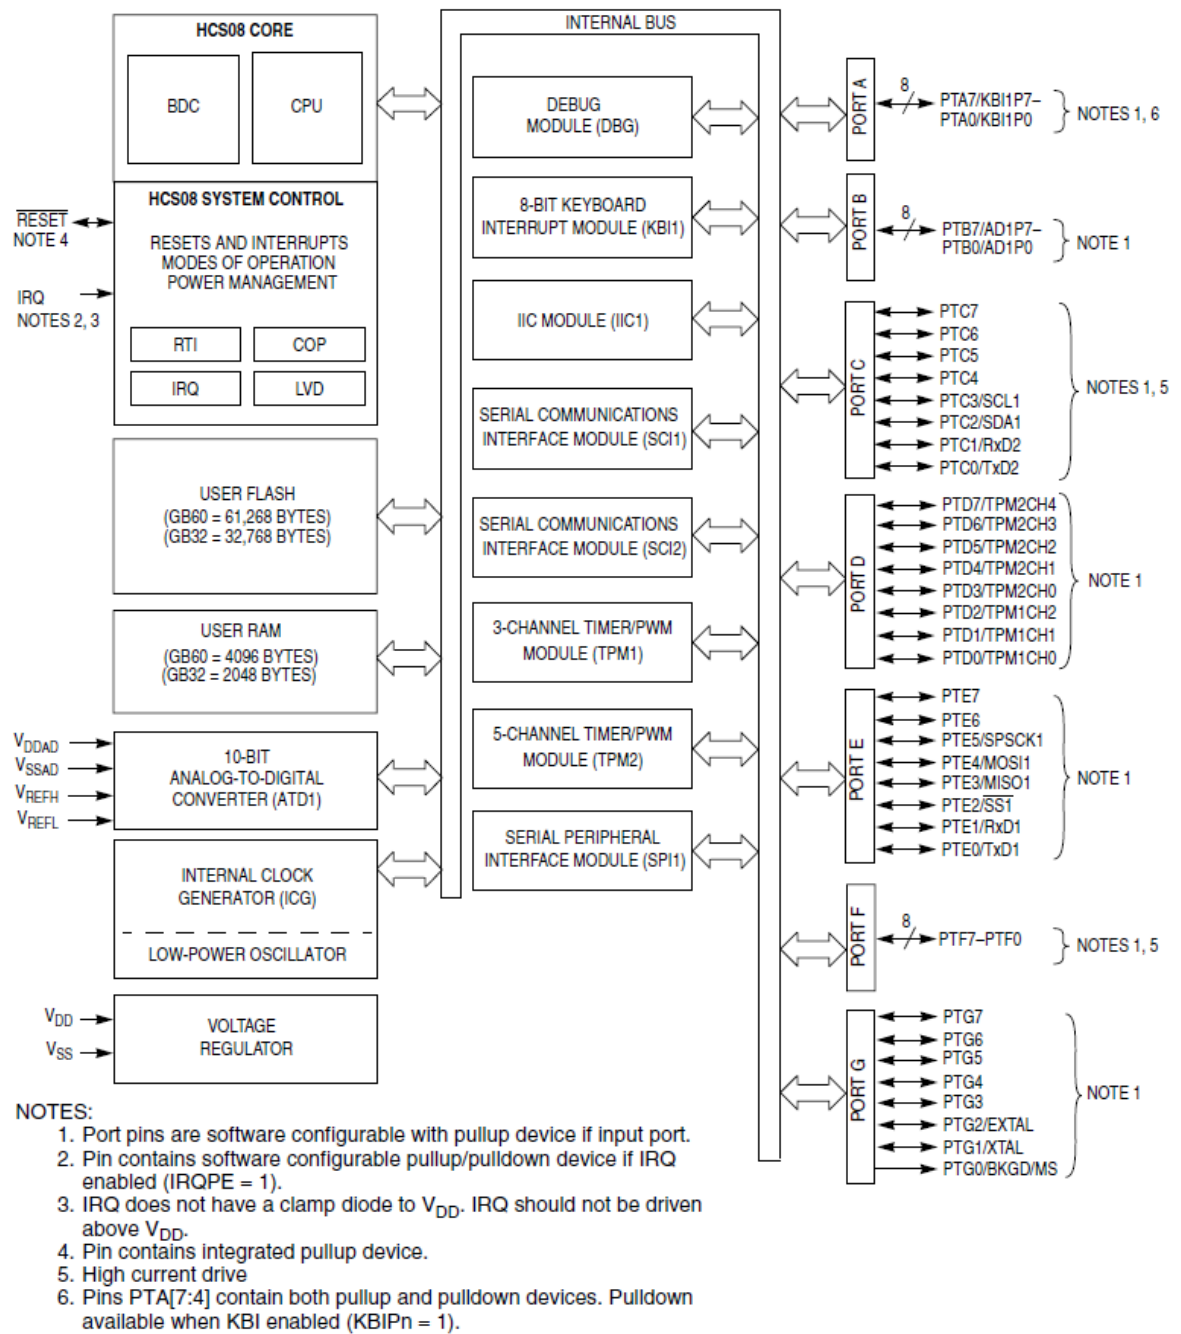 HCS08 CORE
BDC
CPU
HCS08 SYSTEM CONTROL
RESETS AND INTERRUPTS
MODES OF OPERATION
POWER MANAGEMENT
RTI
COP
IRQ
LVD
RESET
NOTE 4
IRQ
NOTES 2, 3
USER FLASH
(GB60 = 61,268 BYTES)
(GB32 = 32,768 BYTES)
USER RAM
(GB60 = 4096 BYTES)
(GB32 = 2048 BYTES)
VDDAD
VSSAD
VREFH
VREFL
10-BIT
ANALOG-TO-DIGITAL
CONVERTER (ATD1)
INTERNAL CLOCK
GENERATOR (ICG)
LOW-POWER OSCILLATOR
VDD
VSS
VOLTAGE
REGULATOR
INTERNAL BUS
DEBUG
MODULE (DBG)
8-BIT KEYBOARD
INTERRUPT MODULE (KBI1)
IIC MODULE (IIC1)
SERIAL COMMUNICATIONS
INTERFACE MODULE (SCI1)
SERIAL COMMUNICATIONS
INTERFACE MODULE (SCI2)
3-CHANNEL TIMER/PWM
MODULE (TPM1)
5-CHANNEL TIMER/PWM
MODULE (TPM2)
SERIAL PERIPHERAL
INTERFACE MODULE (SPI1)
PORT A
8
PTA7/KBI1P7–
PTA0/KBI1P0
NOTES 1, 6
PORT B
8
PTB7/AD1P7–
PTB0/AD1P0
NOTE 1
PORT C
PTC7
PTC6
PTC5
PTC4
PTC3/SCL1
PTC2/SDA1
PTC1/RxD2
PTC0/TxD2
NOTES 1, 5
PORT D
PTD7/TPM2CH4
PTD6/TPM2CH3
PTD5/TPM2CH2
PTD4/TPM2CH1
PTD3/TPM2CH0
PTD2/TPM1CH2
PTD1/TPM1CH1
PTD0/TPM1CH0
NOTE 1
PORT E
PTE7
PTE6
PTE5/SPSCK1
PTE4/MOSI1
PTE3/MISO1
PTE2/SS1
PTE1/RxD1
PTE0/TxD1
NOTE 1
PORT F
8
PTF7–PTF0
NOTES 1, 5
PORT G
PTG7
PTG6
PTG5
PTG4
PTG3
PTG2/EXTAL
PTG1/XTAL
PTG0/BKGD/MS
NOTE 1
NOTES:
1. Port pins are software configurable with pullup device if input port.
2. Pin contains software configurable pullup/pulldown device if IRQ
enabled (IRQPE = 1).
3. IRQ does not have a clamp diode to VDD. IRQ should not be driven
above VDD.
4. Pin contains integrated pullup device.
5. High current drive
6. Pins PTA[7:4] contain both pullup and pulldown devices. Pulldown
available when KBI enabled (KBIPn = 1).